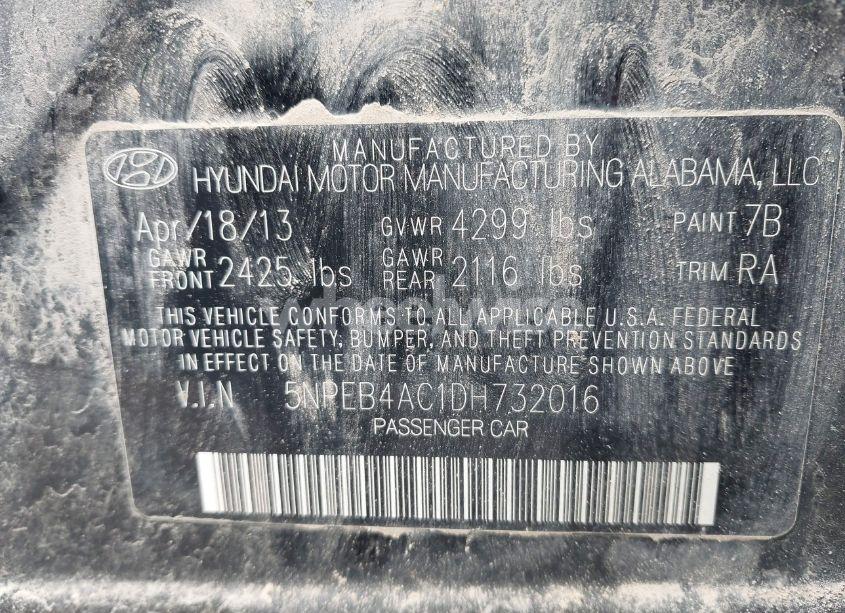 MANUFACTURED BY
HYUNDAI MOTOR MANUFACTURING ALABAMA, LLC
Apr/18/13 GVWR 4299 lbs PAINT 7B
GAWR FRONT 2425 lbs GAWR REAR 2116 lbs TRIM RA
THIS VEHICLE CONFORMS TO ALL APPLICABLE U.S.A. FEDERAL
MOTOR VEHICLE SAFETY, BUMPER, AND THEFT PREVENTION STANDARDS
IN EFFECT ON THE DATE OF MANUFACTURE SHOWN ABOVE
V.I.N 5NPEB4AC1DH732016
PASSENGER CAR